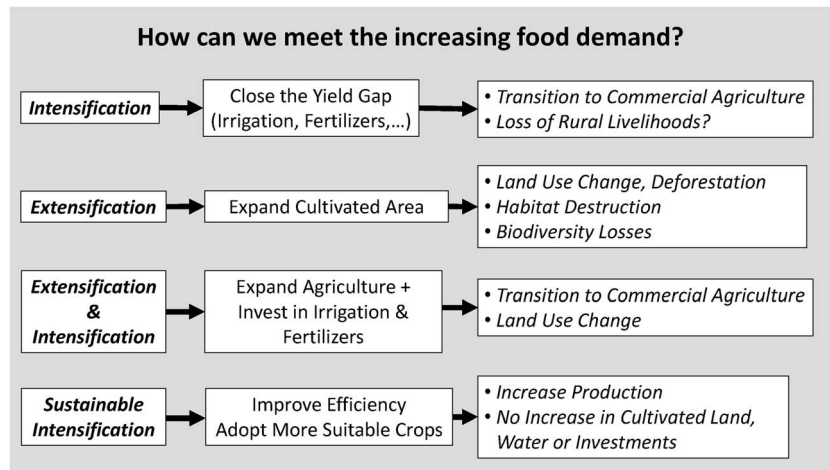 How can we meet the increasing food demand?
Intensification
Close the Yield Gap
(Irrigation, Fertilizers,...)
• Transition to Commercial Agriculture
• Loss of Rural Livelihoods?
Extensification
Expand Cultivated Area
• Land Use Change, Deforestation
• Habitat Destruction
• Biodiversity Losses
Extensification
&
Intensification
Expand Agriculture +
Invest in Irrigation &
Fertilizers
• Transition to Commercial Agriculture
• Land Use Change
Sustainable
Intensification
Improve Efficiency
Adopt More Suitable Crops
• Increase Production
• No Increase in Cultivated Land,
Water or Investments